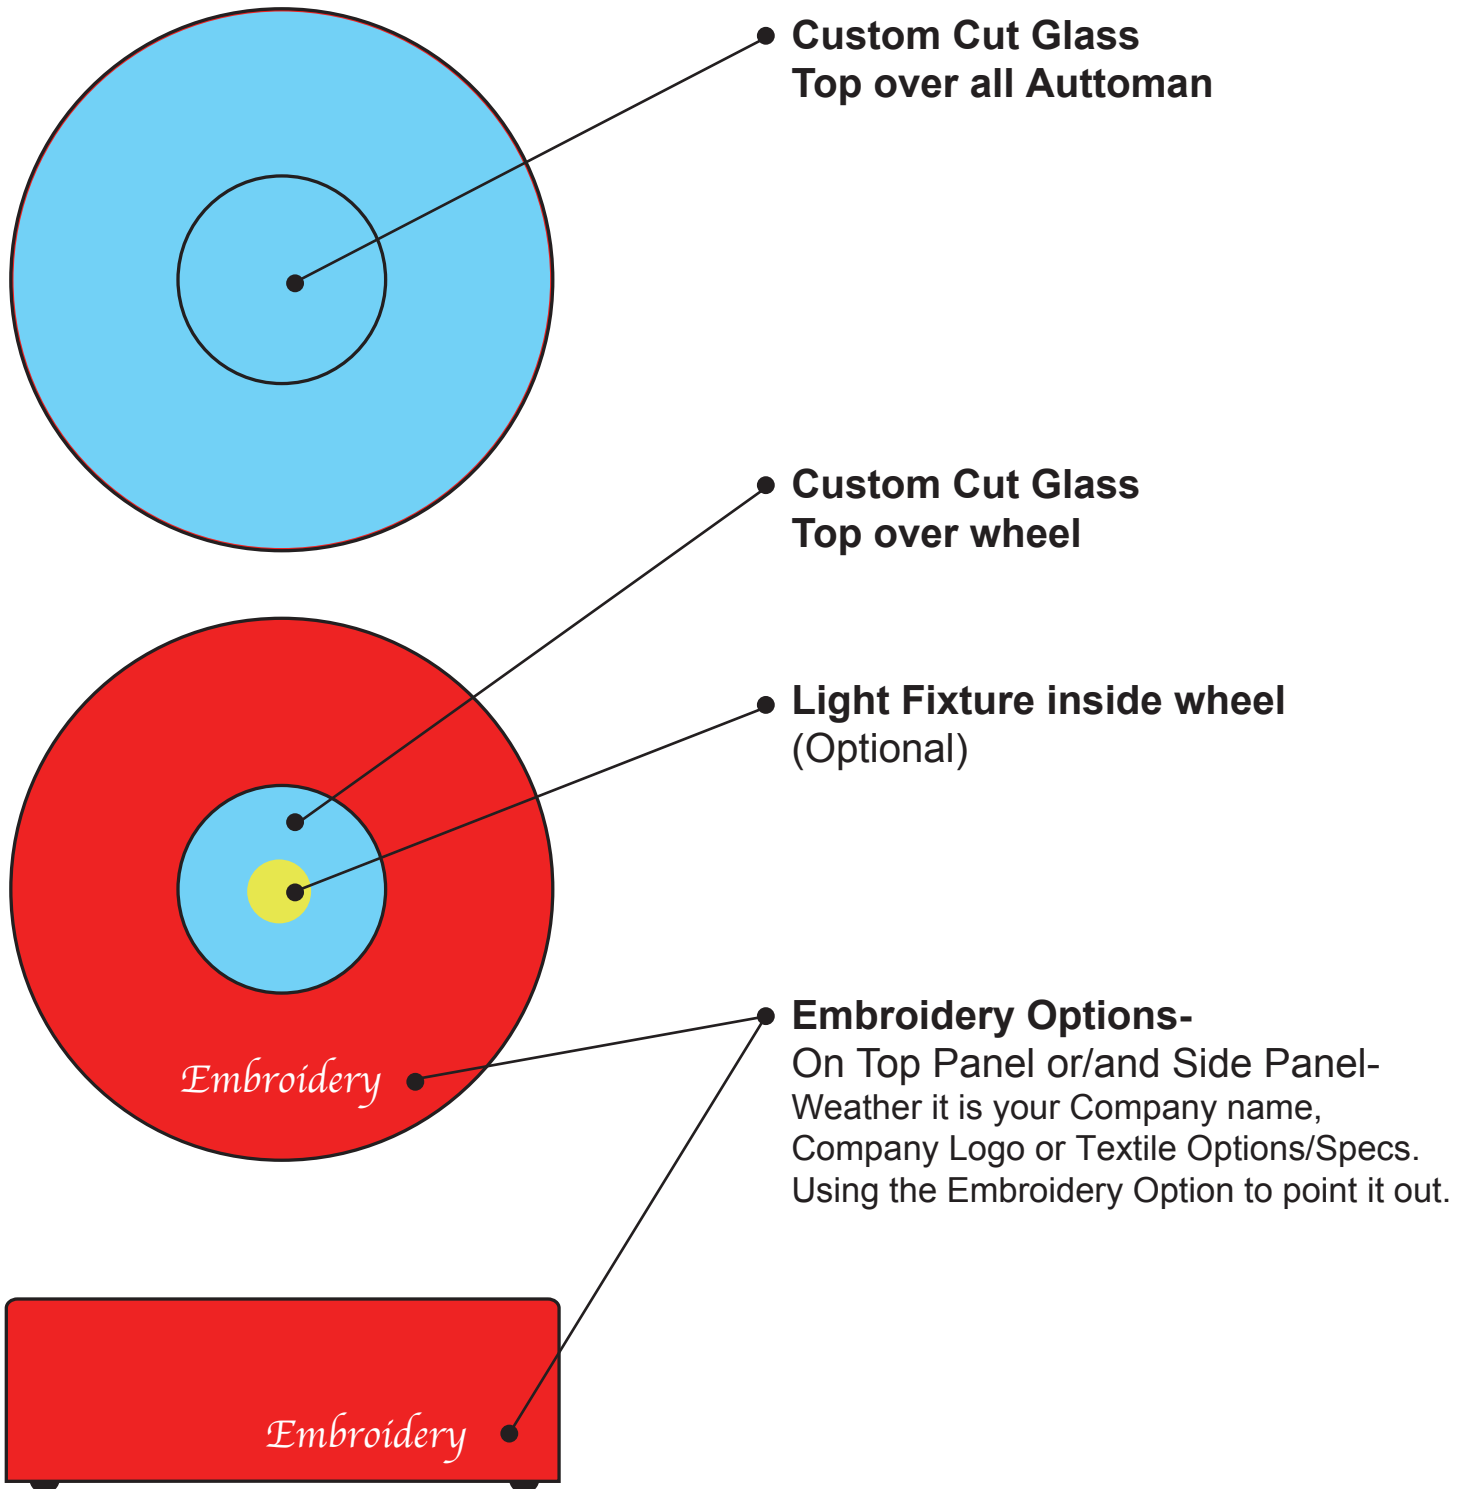 Custom Cut Glass
Top over all Auttoman
Custom Cut Glass
Top over wheel
Light Fixture inside wheel
(Optional)
Embroidery Options-
On Top Panel or/and Side Panel-
Weather it is your Company name,
Company Logo or Textile Options/Specs.
Using the Embroidery Option to point it out.
Embroidery
Embroidery